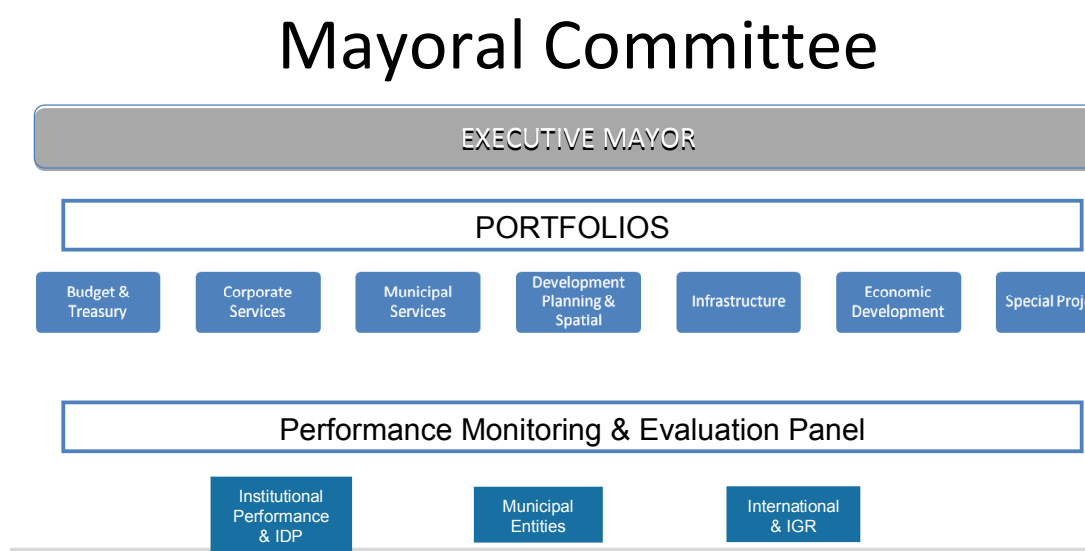 Mayoral Committee
EXECUTIVE MAYOR
PORTFOLIOS
Budget &
Treasury
Corporate
Services
Municipal
Services
Development
Planning &
Spatial
Infrastructure
Economic
Development
Special
Performance Monitoring & Evaluation Panel
Institutional
Performance
& IDP
Municipal
Entities
International
& IGR